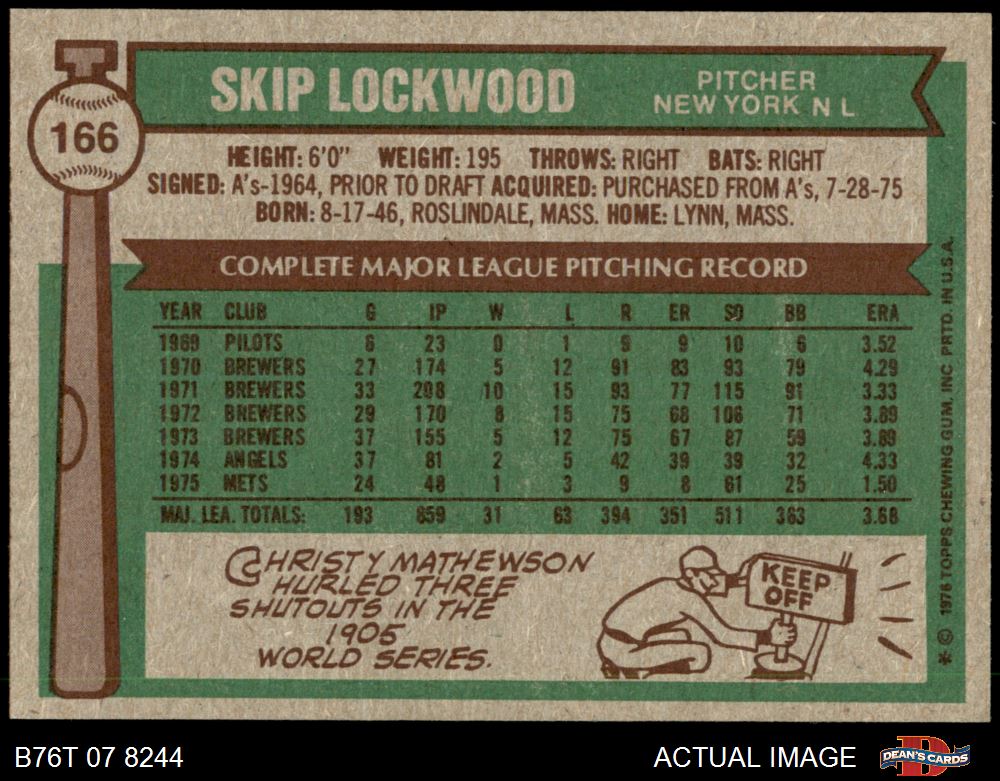 166
SKIP LOCKWOOD
PITCHER
NEW YORK N L
HEIGHT: 6'0" WEIGHT: 195 THROWS: RIGHT BATS: RIGHT
SIGNED: A's-1964, PRIOR TO DRAFT ACQUIRED: PURCHASED FROM A's, 7-28-75
BORN: 8-17-46, ROSLINDALE, MASS. HOME: LYNN, MASS.
COMPLETE MAJOR LEAGUE PITCHING RECORD
YEAR CLUB G IP W L R ER SO BB ERA
1969 PILOTS 6 23 0 1 9 9 10 6 3.52
1970 BREWERS 27 174 5 12 91 83 93 79 4.29
1971 BREWERS 33 208 10 15 93 77 115 91 3.33
1972 BREWERS 29 170 8 15 75 68 106 71 3.60
1973 BREWERS 37 155 5 12 75 67 87 59 3.89
1974 ANGELS 37 81 2 5 42 39 39 32 4.33
1975 METS 24 48 1 3 9 8 61 25 1.50
MAJ. LEA. TOTALS: 193 859 31 63 394 351 511 363 3.68
CHRISTY MATHEWSON
HURLED THREE
SHUTOUTS IN THE
1905
WORLD SERIES.
KEEP
OFF
* © 1976 TOPPS CHEWING GUM, INC PRTD. IN U.S.A.
B76T 07 8244 ACTUAL IMAGE
DEAN'S CARDS